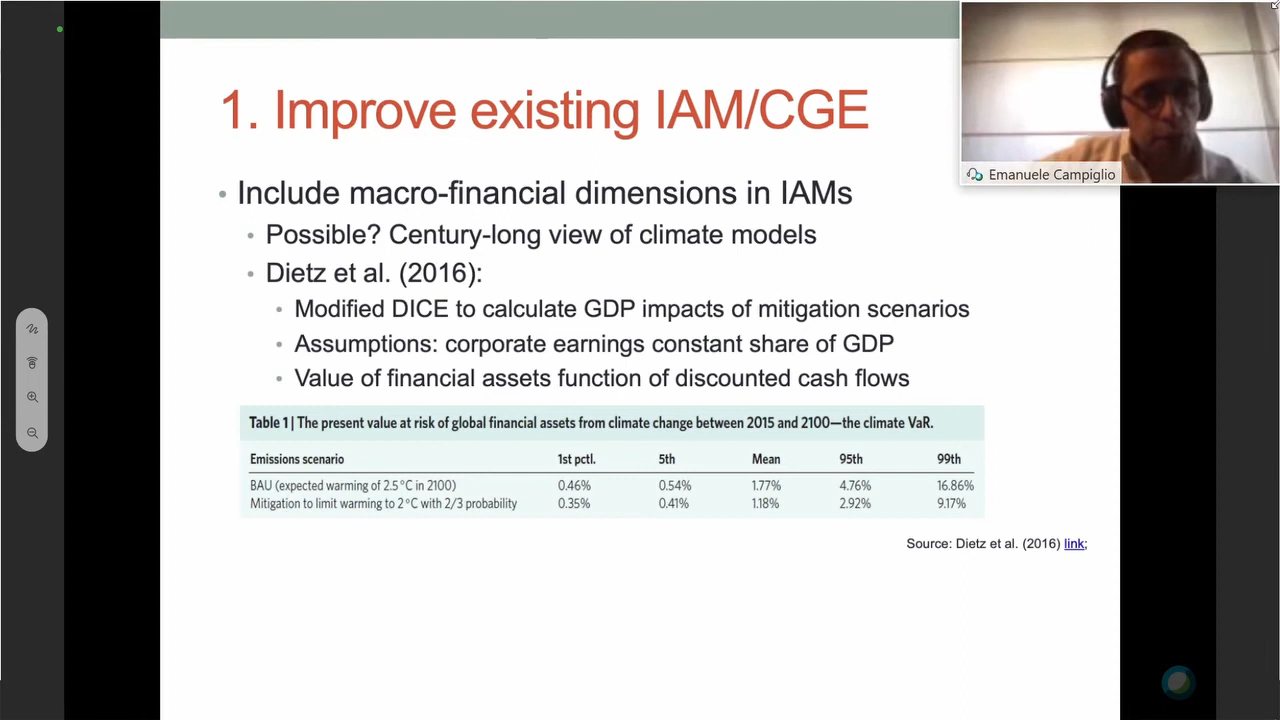 1. Improve existing IAM/CGE
Emanuele Campiglio
• Include macro-financial dimensions in IAMs
• Possible? Century-long view of climate models
• Dietz et al. (2016):
• Modified DICE to calculate GDP impacts of mitigation scenarios
• Assumptions: corporate earnings constant share of GDP
• Value of financial assets function of discounted cash flows
Table 1 | The present value at risk of global financial assets from climate change between 2015 and 2100—the climate VaR.
Emissions scenario 1st pctl. 5th Mean 95th 99th
BAU (expected warming of 2.5 °C in 2100) 0.46% 0.54% 1.77% 4.76% 16.86%
Mitigation to limit warming to 2 °C with 2/3 probability 0.35% 0.41% 1.18% 2.92% 9.17%
Source: Dietz et al. (2016) link;